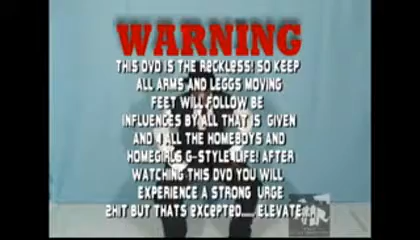 WARNING
THIS DVD IS THE RECKLESS! SO KEEP
ALL ARMS AND LEGGS MOVING
FEET WILL FOLLOW BE
INFLUENCES BY ALL THAT IS GIVEN
AND 4 ALL THE HOMEBOYS AND
HOMEGIRLS G-STYLE LIFE! AFTER
WATCHING THIS DVD YOU WILL
EXPERIENCE A STRONG URGE
2HIT BUT THATS EXCEPTED..... ELEVATE